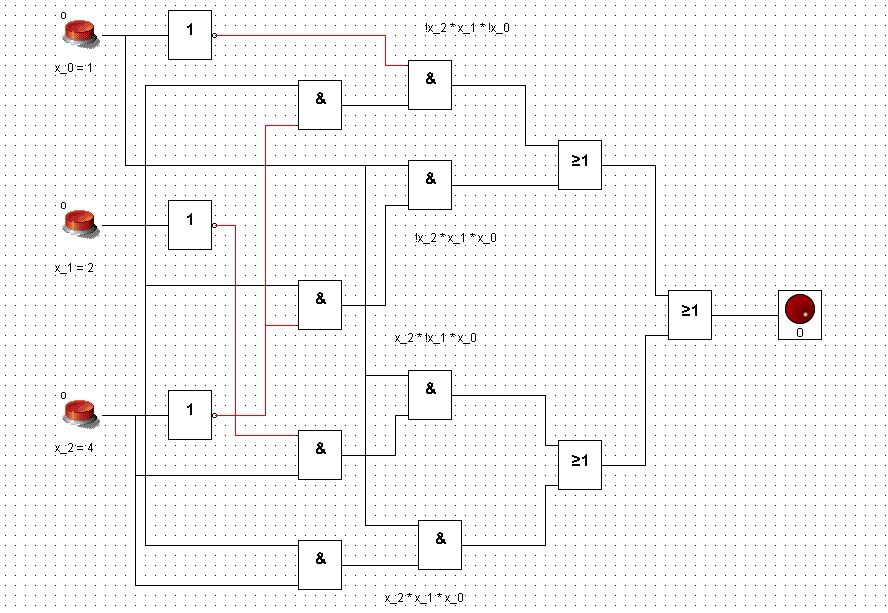 0
1
!x_2 * x_1 * !x_0
x_0 = 1
&
&
≥1
&
0
1
!x_2 * x_1 * x_0
x_1 = 2
&
≥1
0
x_2 * !x_1 * x_0
0
1
&
x_2 = 4
&
≥1
&
&
x_2 * x_1 * x_0